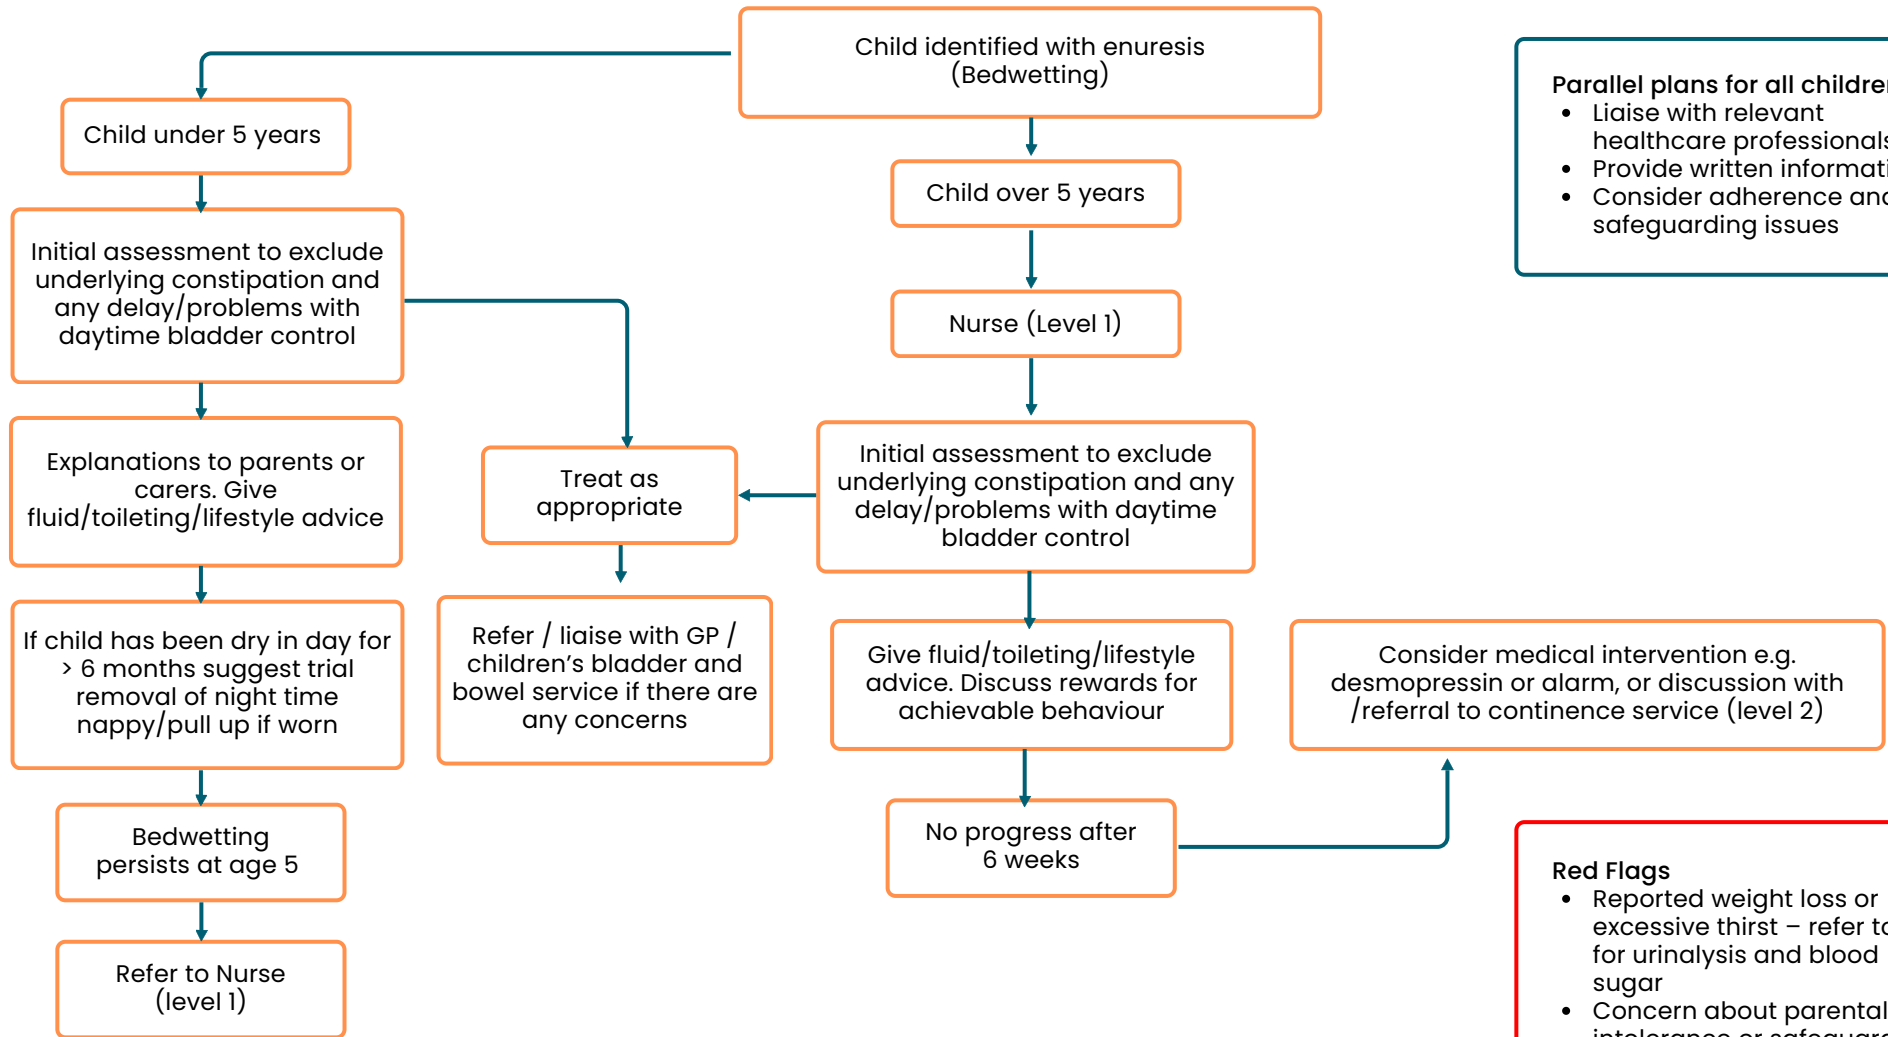 Child identified with enuresis
(Bedwetting)
Child under 5 years
Initial assessment to exclude
underlying constipation and
any delay/problems with
daytime bladder control
Explanations to parents or
carers. Give
fluid/toileting/lifestyle advice
If child has been dry in day for
> 6 months suggest trial
removal of night time
nappy/pull up if worn
Bedwetting
persists at age 5
Refer to Nurse
(level 1)
Treat as
appropriate
Refer / liaise with GP /
children’s bladder and
bowel service if there are
any concerns
Child over 5 years
Nurse (Level 1)
Initial assessment to exclude
underlying constipation and any
delay/problems with daytime
bladder control
Give fluid/toileting/lifestyle
advice. Discuss rewards for
achievable behaviour
No progress after
6 weeks
Consider medical intervention e.g.
desmopressin or alarm, or discussion with
/referral to continence service (level 2)
Parallel plans for all
• Liaise with relevant
healthcare
• Provide written
• Consider adherence
safeguarding issues
Red Flags
• Reported weight loss or
excessive thirst – refer
for urinalysis and blood
sugar
• Concern about parental